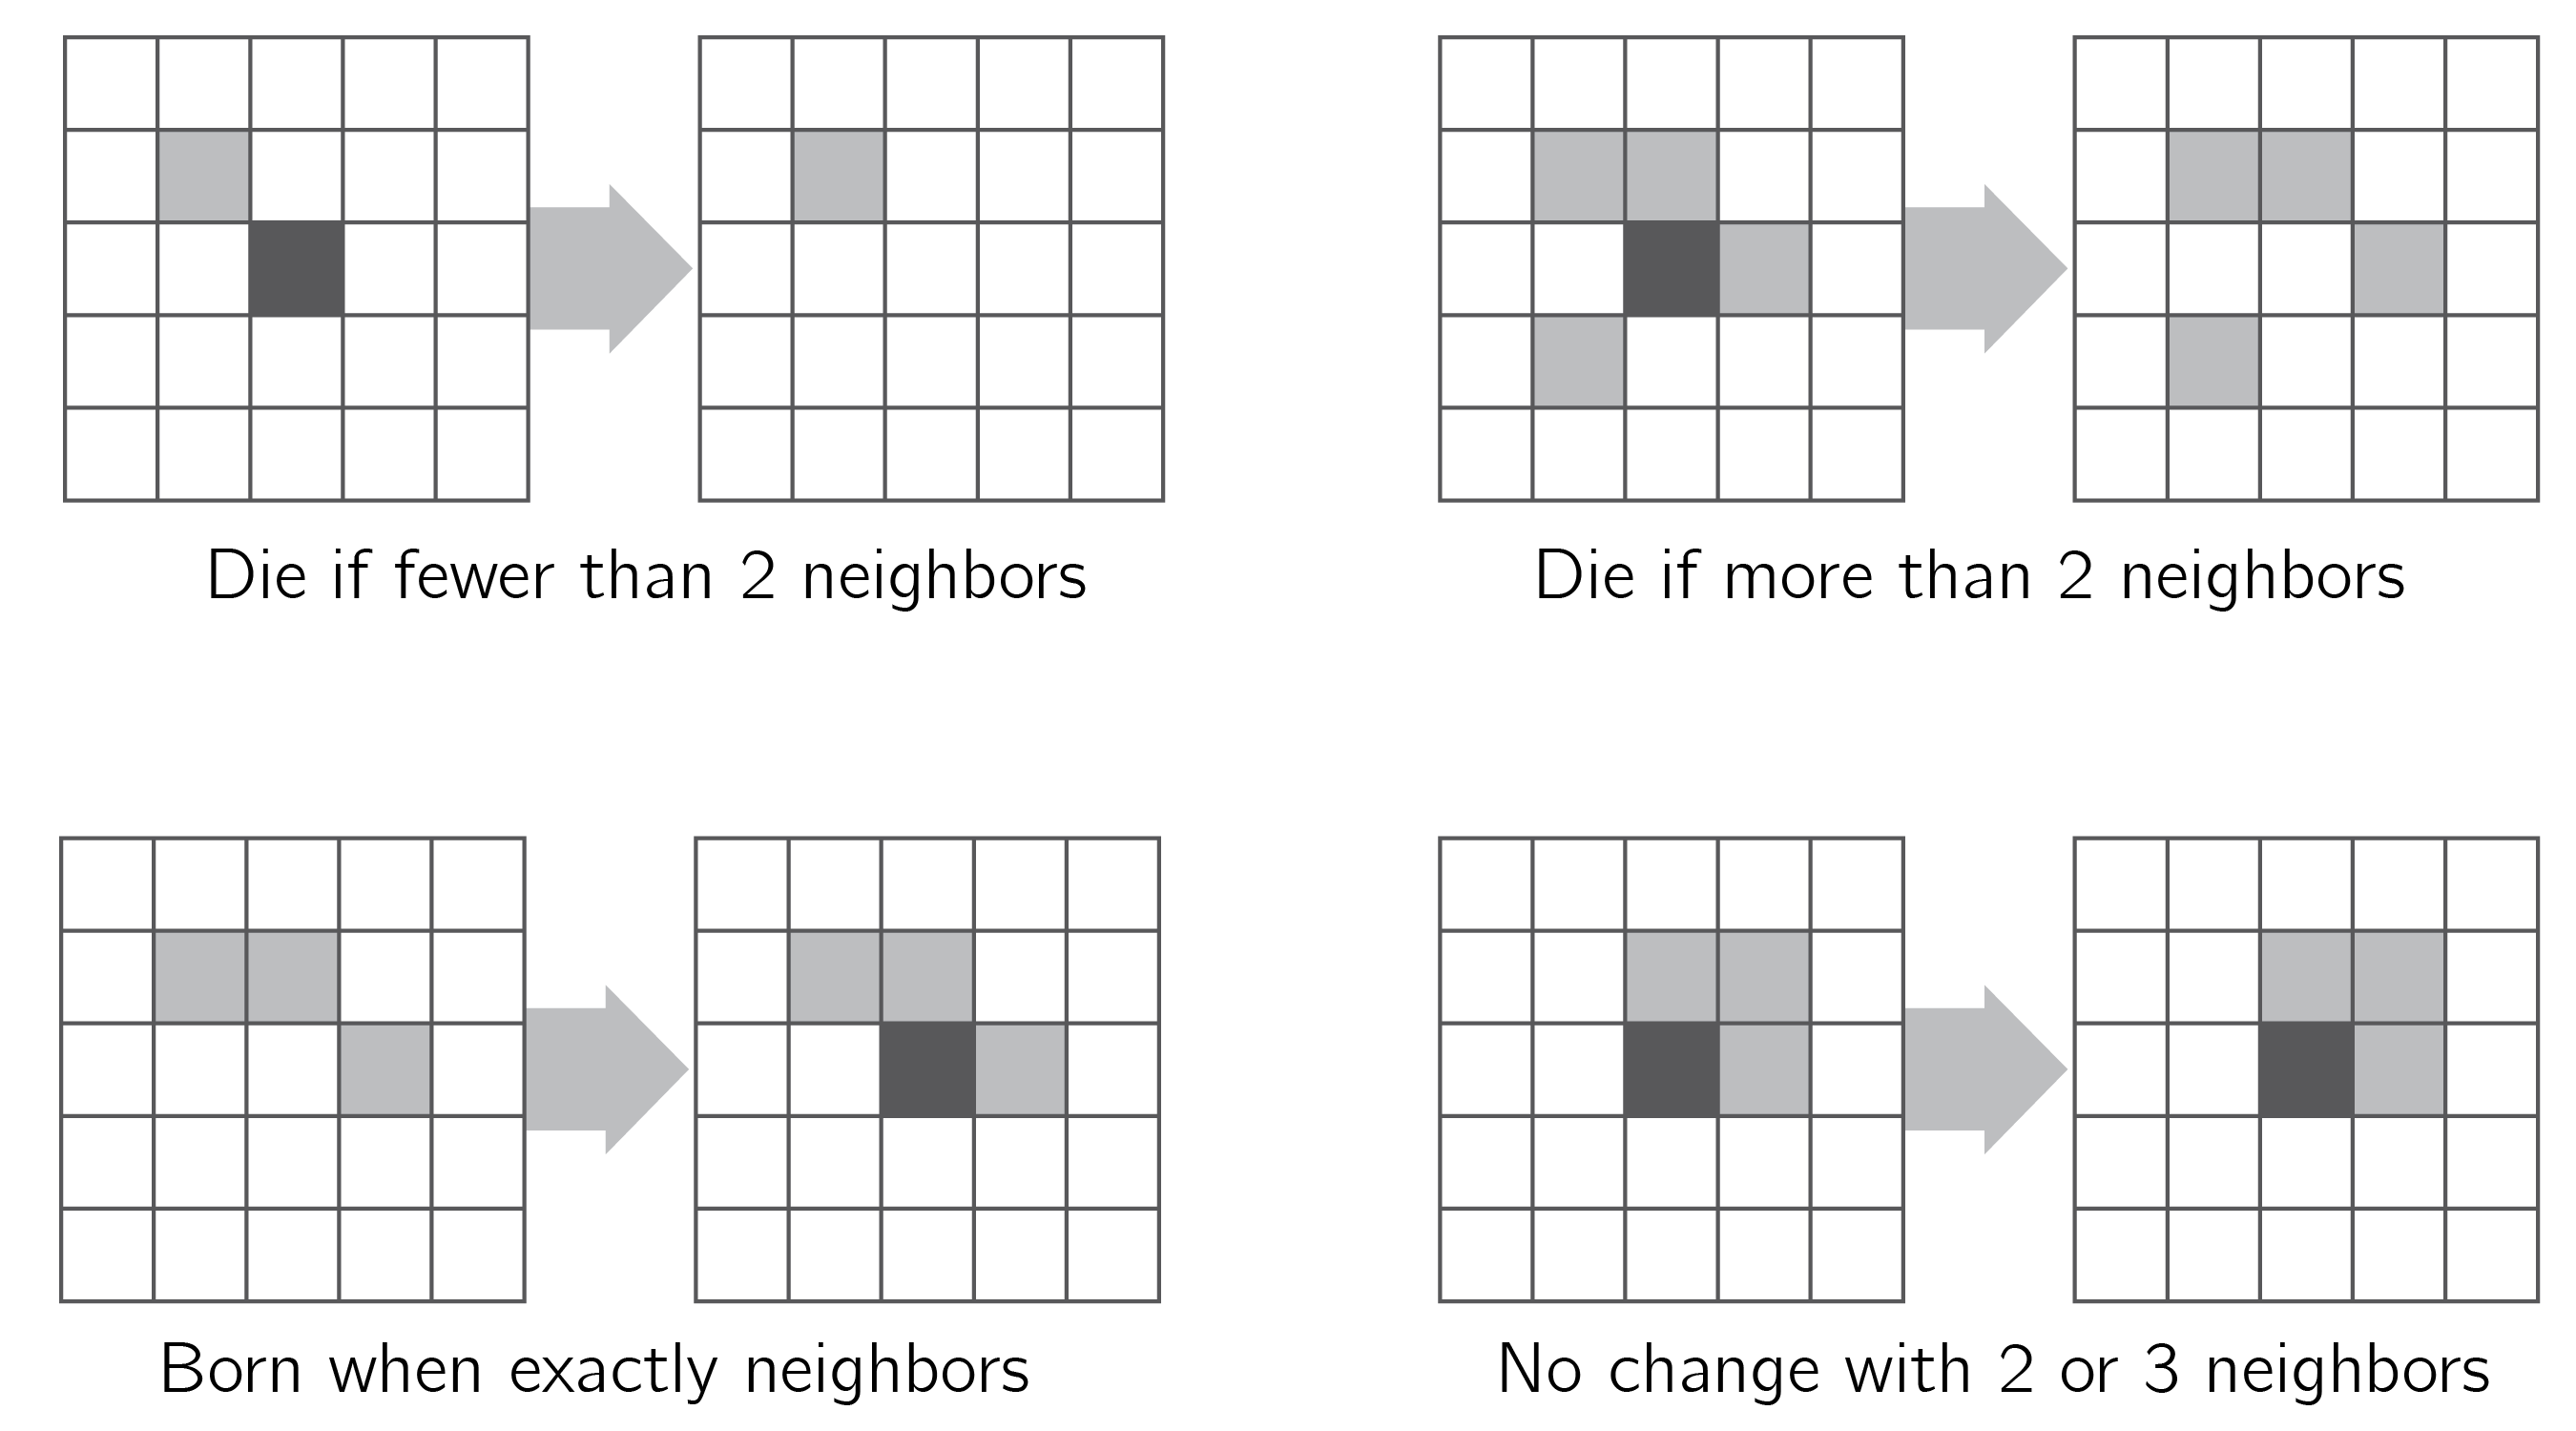 Die if fewer than 2 neighbors
Die if more than 2 neighbors
Born when exactly neighbors
No change with 2 or 3 neighbors